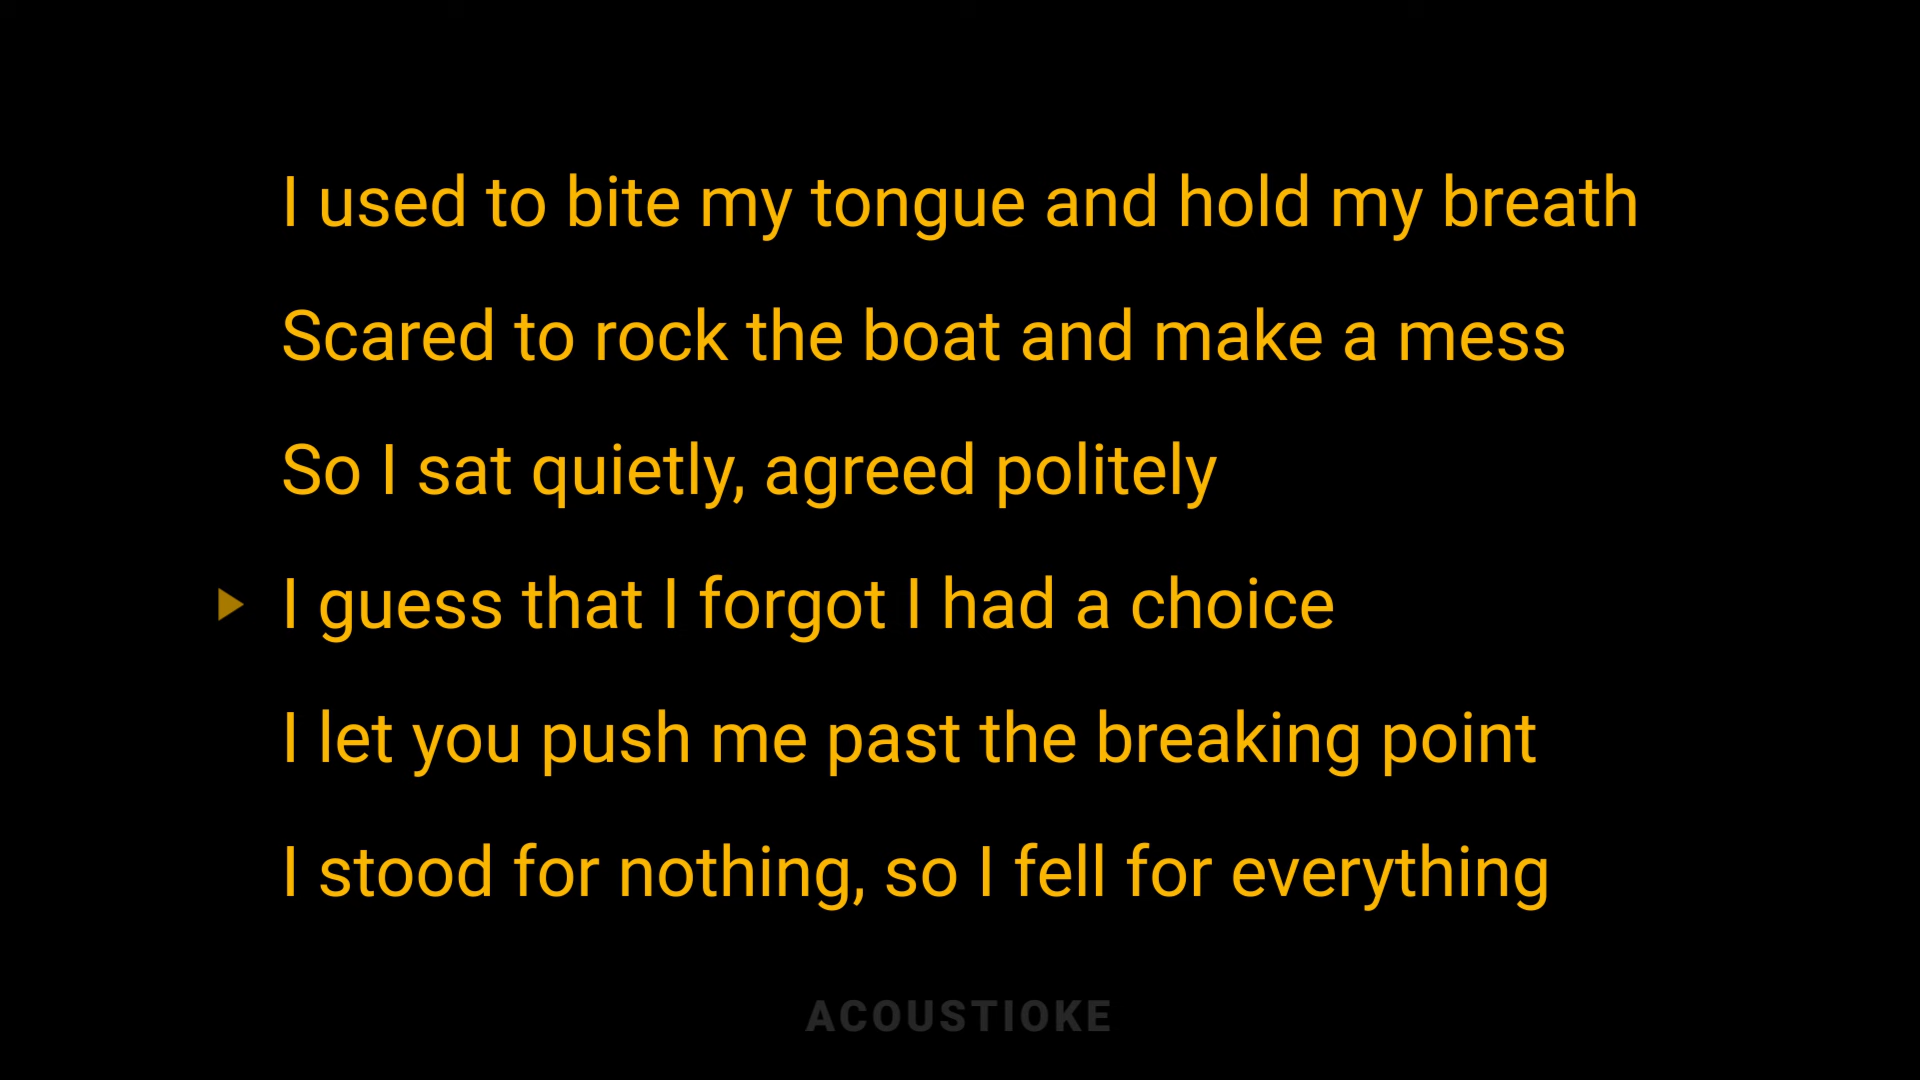 I used to bite my tongue and hold my breath
Scared to rock the boat and make a mess
So I sat quietly, agreed politely
I guess that I forgot I had a choice
I let you push me past the breaking point
I stood for nothing, so I fell for everything
ACOUSTIOKE